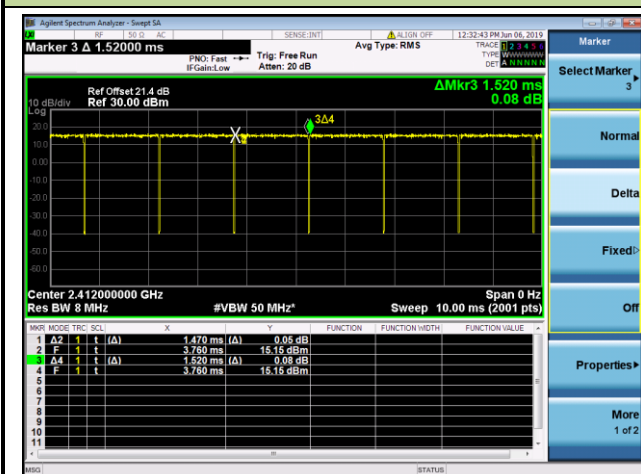 Agilent Spectrum Analyzer - Swept SA
RF 50 Ω AC SENSE:INT ALIGN OFF 12:32:43 PM Jun 06, 2019
Marker 3 Δ 1.52000 ms
PNO: Fast Trig: Free Run Avg Type: RMS TRACE 1 2 3 4 5 6
IFGain:Low Atten: 20 dB TYPE WWWWWW
DET A N N N N N
Ref Offset 21.4 dB ΔMkr3 1.520 ms
10 dB/div Ref 30.00 dBm 0.08 dB
Log
20.0
10.0
0.00
-10.0
-20.0
-30.0
-40.0
-50.0
-60.0
X
3Δ4
Center 2.412000000 GHz Span 0 Hz
Res BW 8 MHz #VBW 50 MHz* Sweep 10.00 ms (2001 pts)
MKR MODE TRC SCL X Y FUNCTION FUNCTION WIDTH FUNCTION VALUE
1 Δ2 1 t (Δ) 1.470 ms (Δ) 0.05 dB
2 F 1 t 3.760 ms 15.15 dBm
3 Δ4 1 t (Δ) 1.520 ms (Δ) 0.08 dB
4 F 1 t 3.760 ms 15.15 dBm
5
6
7
8
9
10
11
MSG STATUS
Marker
Select Marker
3
Normal
Delta
Fixed
Off
Properties
More
1 of 2